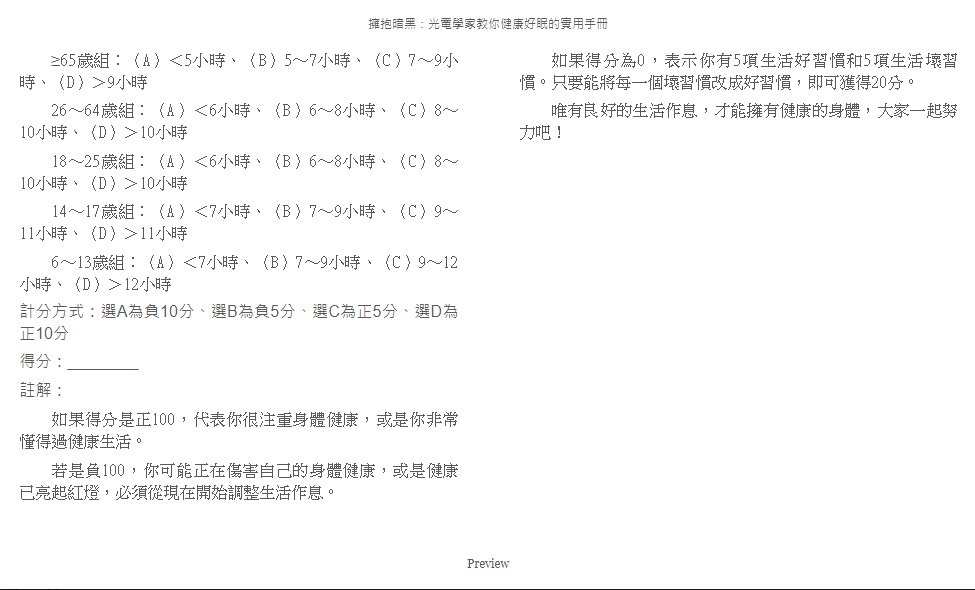 擁抱暗黑：光電學家教你健康好眠的實用手冊
≥65歲組：（A）＜5小時、（B）5～7小時、（C）7～9小
時、（D）＞9小時
26～64歲組：（A）＜6小時、（B）6～8小時、（C）8～
10小時、（D）＞10小時
18～25歲組：（A）＜6小時、（B）6～8小時、（C）8～
10小時、（D）＞10小時
14～17歲組：（A）＜7小時、（B）7～9小時、（C）9～
11小時、（D）＞11小時
6～13歲組：（A）＜7小時、（B）7～9小時、（C）9～12
小時、（D）＞12小時
計分方式：選A為負10分、選B為負5分、選C為正5分、選D為
正10分
得分：________
註解：
如果得分是正100，代表你很注重身體健康，或是你非常
懂得過健康生活。
若是負100，你可能正在傷害自己的身體健康，或是健康
已亮起紅燈，必須從現在開始調整生活作息。
如果得分為0，表示你有5項生活好習慣和5項生活壞習
慣。只要能將每一個壞習慣改成好習慣，即可獲得20分。
唯有良好的生活作息，才能擁有健康的身體，大家一起努
力吧！
Preview